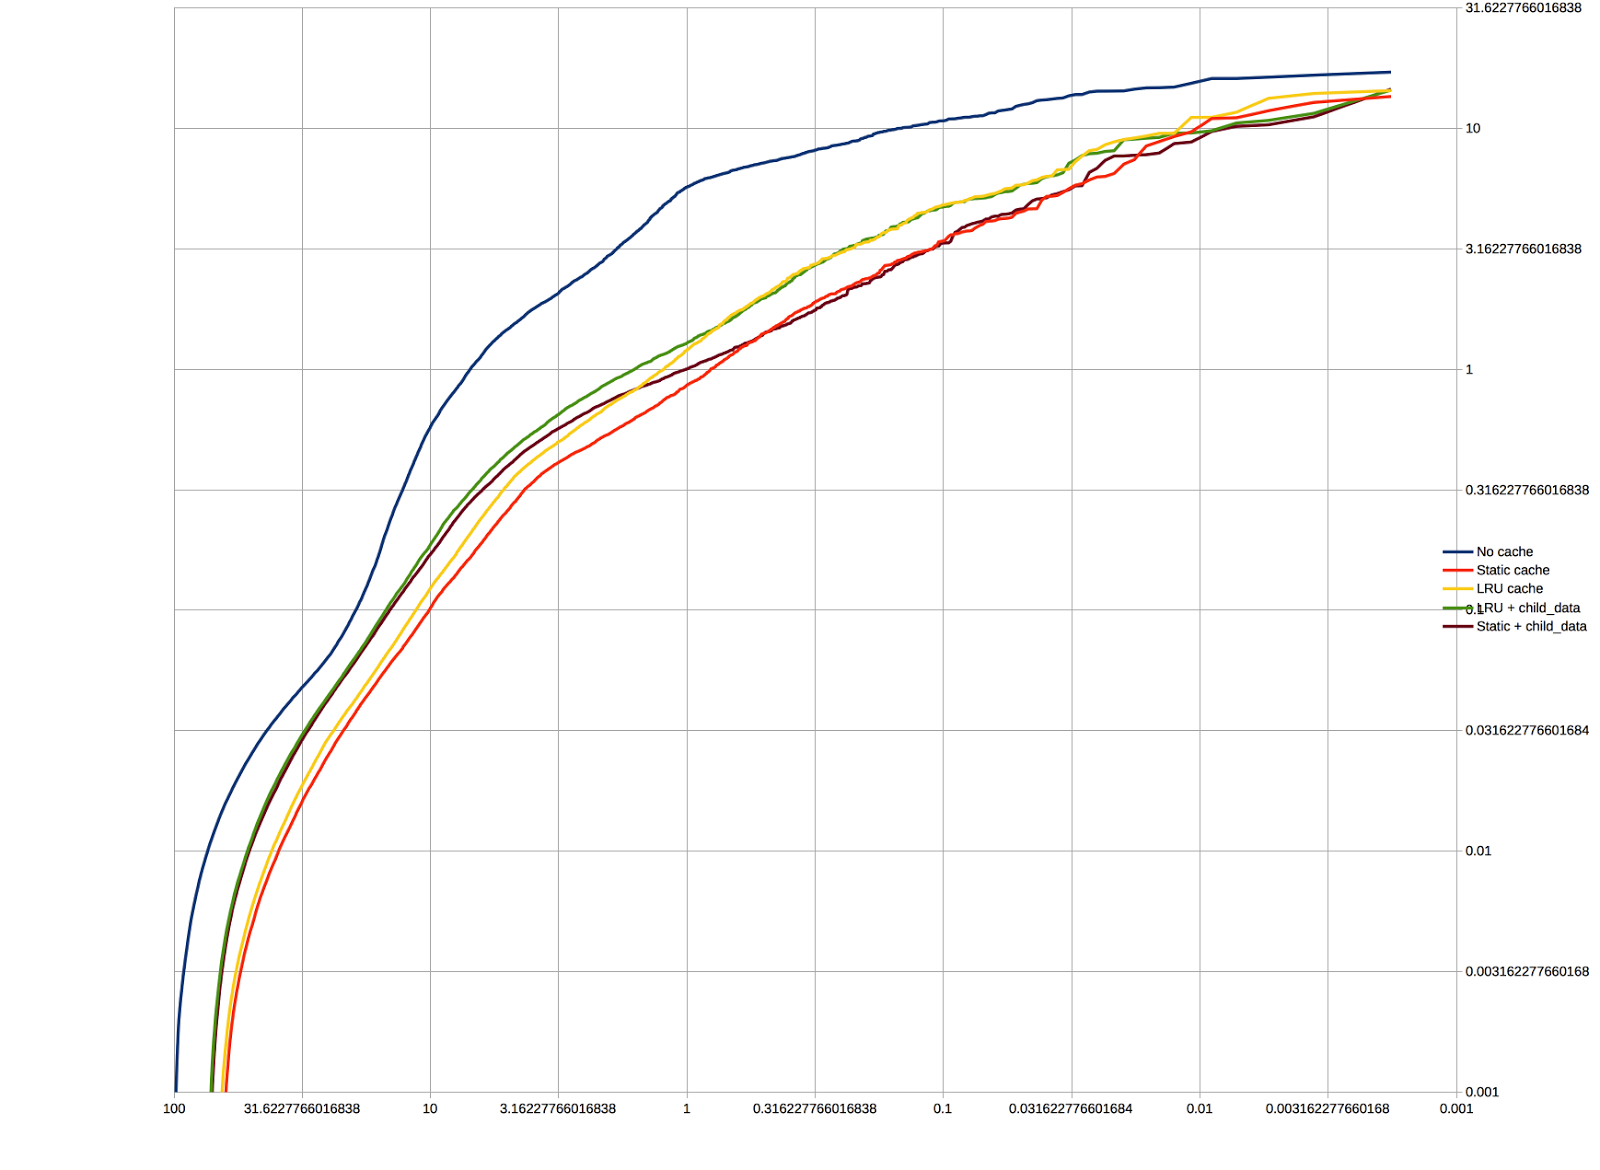 31.6227766016838
10
3.16227766016838
1
0.316227766016838
No cache
Static cache
LRU cache
0.1
LRU + child_data
Static + child_data
0.031622776601684
0.01
0.003162277660168
0.001
100 31.6227766016838 10 3.16227766016838 1 0.316227766016838 0.1 0.031622776601684 0.01 0.003162277660168 0.001